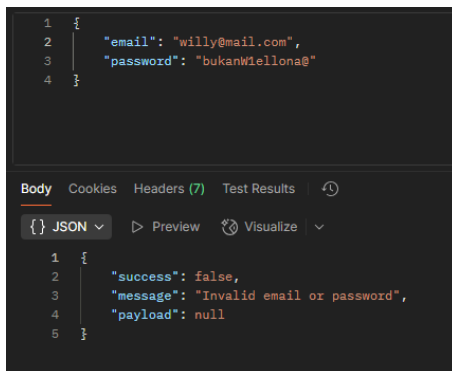 1 {
2 "email": "willy@mail.com",
3 "password": "bukanW1ellona@"
4 }
Body Cookies Headers (7) Test Results
{} JSON Preview Visualize
1 {
2 "success": false,
3 "message": "Invalid email or password",
4 "payload": null
5 }